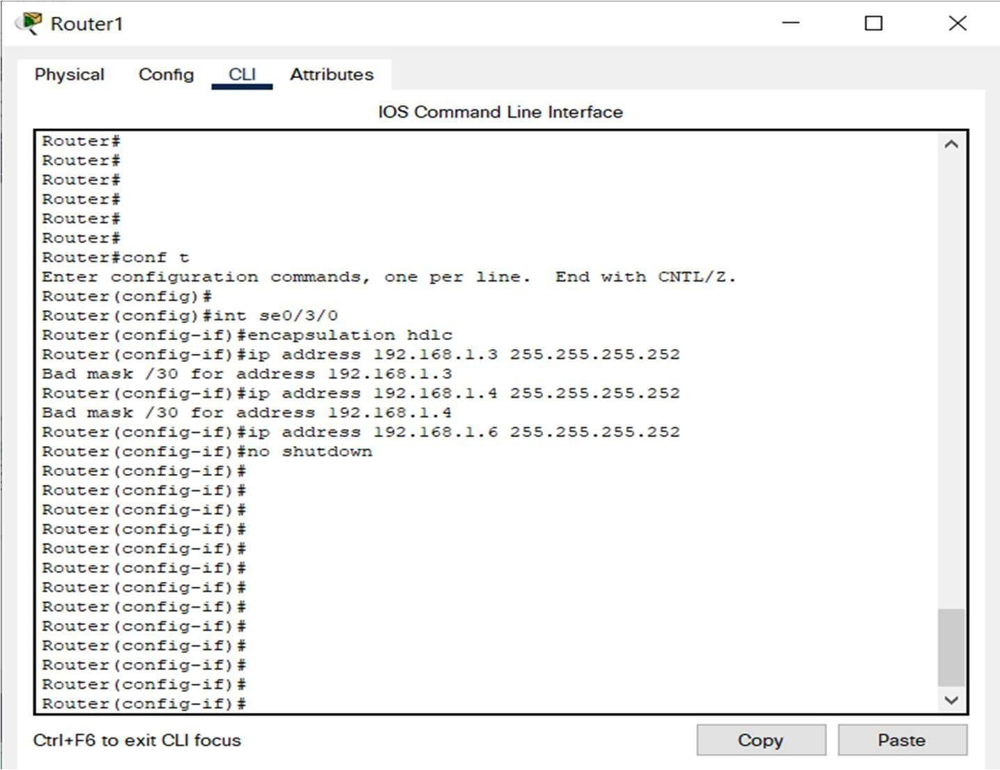 Router1
Physical Config CLI Attributes
IOS Command Line Interface
Router#
Router#
Router#
Router#
Router#
Router#
Router#conf t
Enter configuration commands, one per line.  End with CNTL/Z.
Router(config)#
Router(config)#int se0/3/0
Router(config-if)#encapsulation hdlc
Router(config-if)#ip address 192.168.1.3 255.255.255.252
Bad mask /30 for address 192.168.1.3
Router(config-if)#ip address 192.168.1.4 255.255.255.252
Bad mask /30 for address 192.168.1.4
Router(config-if)#ip address 192.168.1.6 255.255.255.252
Router(config-if)#no shutdown
Router(config-if)#
Router(config-if)#
Router(config-if)#
Router(config-if)#
Router(config-if)#
Router(config-if)#
Router(config-if)#
Router(config-if)#
Router(config-if)#
Router(config-if)#
Router(config-if)#
Router(config-if)#
Router(config-if)#
Ctrl+F6 to exit CLI focus
Copy Paste